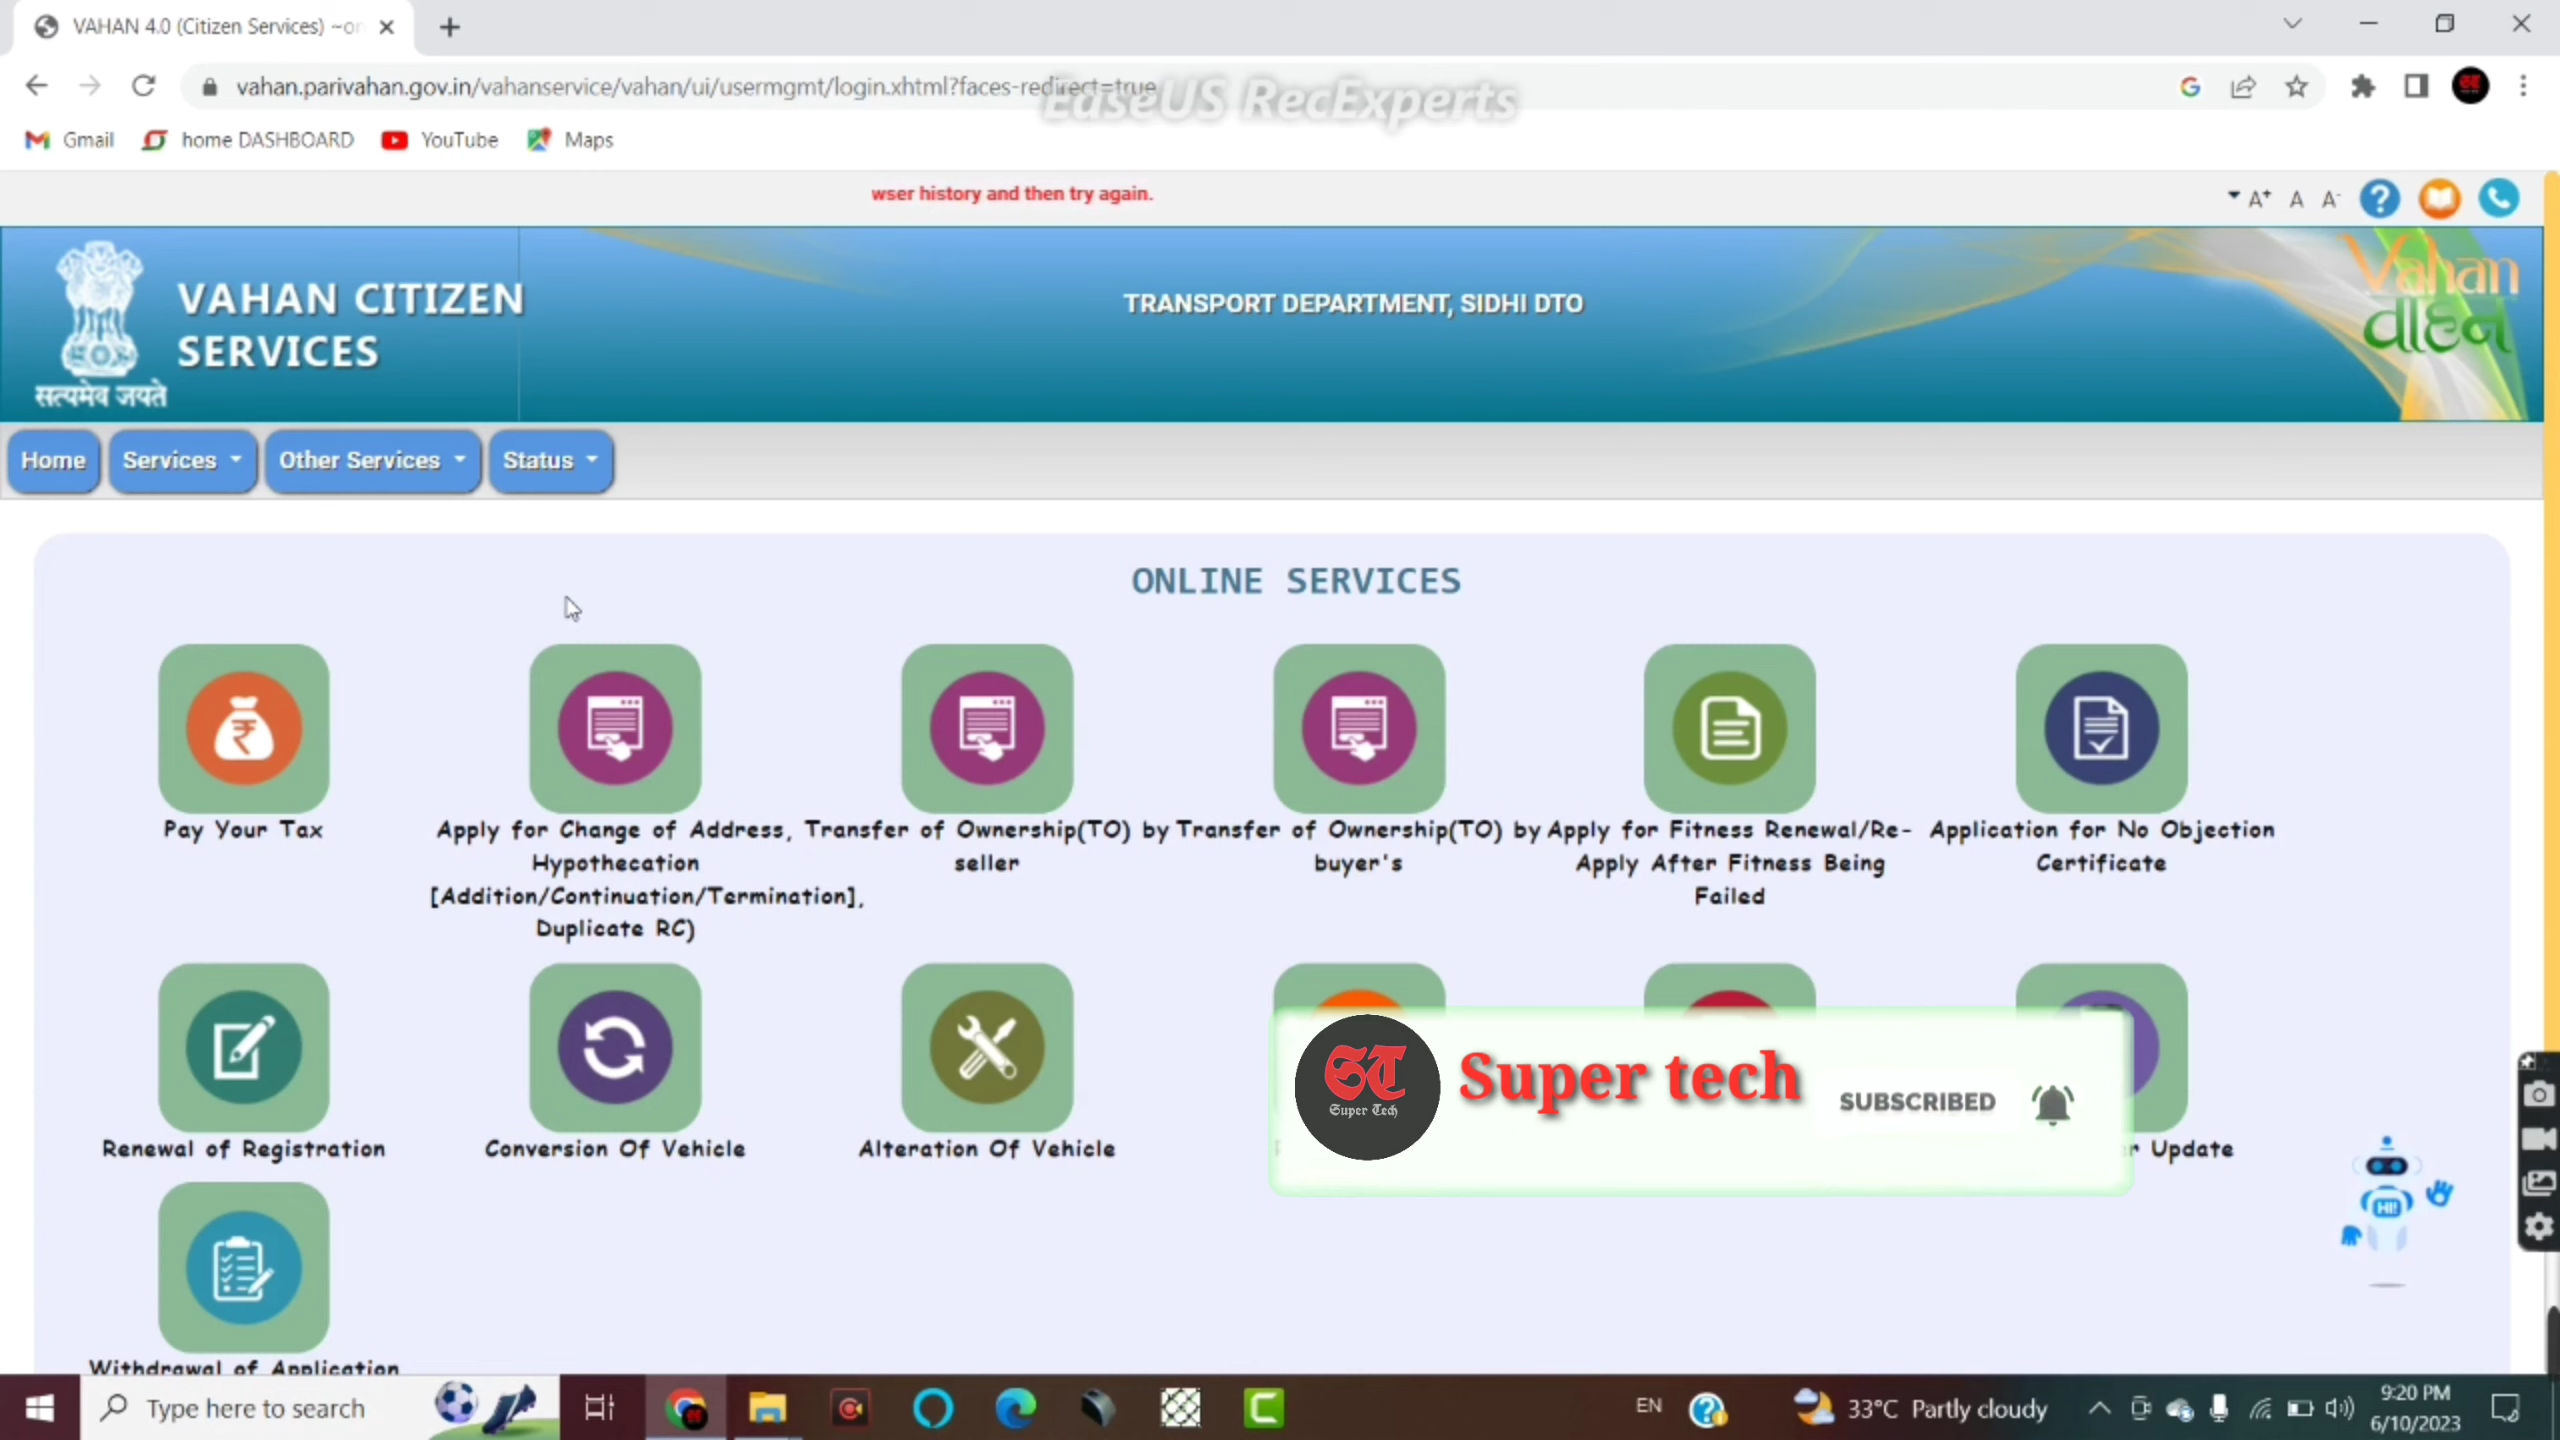 VAHAN 4.0 (Citizen Services) ~on
vahan.parivahan.gov.in/vahanservice/vahan/ui/usermgmt/login.xhtml?faces-redirect=true
EaseUS RecExperts
Gmail home DASHBOARD YouTube Maps
wser history and then try again.
A+ A A-
VAHAN CITIZEN
SERVICES
सत्यमेव जयते
TRANSPORT DEPARTMENT, SIDHI DTO
Vahan
वाहन
Home Services Other Services Status
ONLINE SERVICES
Pay Your Tax
Apply for Change of Address,
Hypothecation
[Addition/Continuation/Termination],
Duplicate RC)
Transfer of Ownership(TO) by
seller
Transfer of Ownership(TO) by
buyer's
Apply for Fitness Renewal/Re-
Apply After Fitness Being
Failed
Application for No Objection
Certificate
Renewal of Registration
Conversion Of Vehicle
Alteration Of Vehicle
r Update
ST
Super Tech
Super tech
SUBSCRIBED
HI!
Withdrawal of Application
Type here to search
EN
33°C Partly cloudy
9:20 PM
6/10/2023